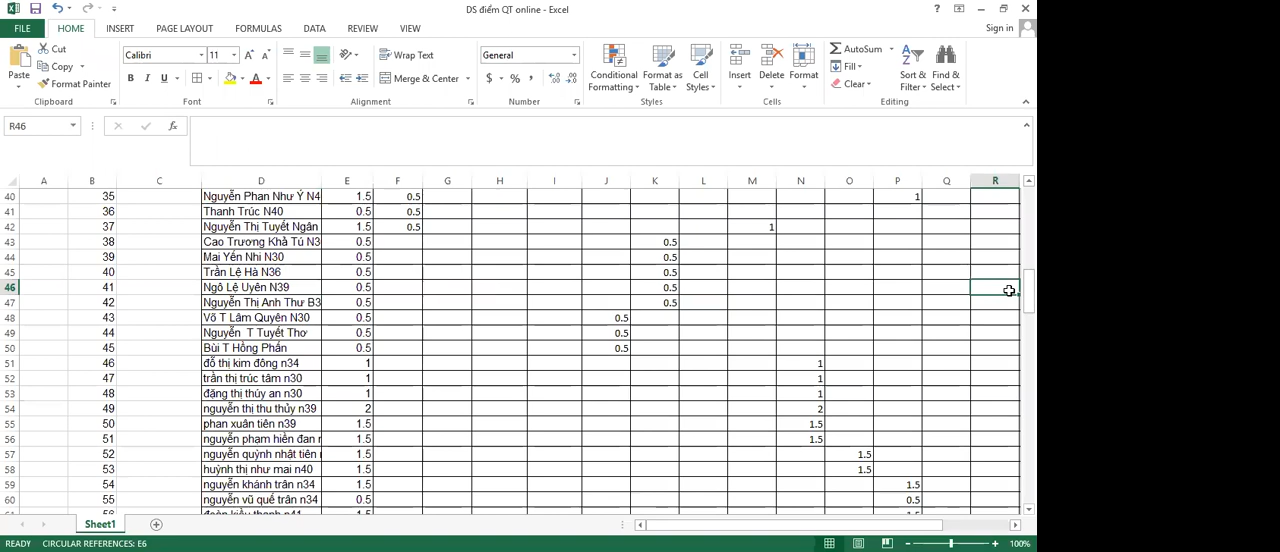 DS điểm QT online - Excel
FILE HOME INSERT PAGE LAYOUT FORMULAS DATA REVIEW VIEW Sign in
Paste Cut Copy Format Painter Clipboard
Calibri 11 B I U Font
Wrap Text Merge & Center Alignment
General $ % , Number
Conditional Formatting Format as Table Cell Styles Styles
Insert Delete Format Cells
AutoSum Fill Clear Sort & Filter Find & Select Editing
R46 fx
A B C D E F G H I J K L M N O P Q R
40 35 Nguyễn Phan Như Ý N4 1.5 0.5 1
41 36 Thanh Trúc N40 0.5 0.5
42 37 Nguyễn Thị Tuyết Ngân 1.5 0.5 1
43 38 Cao Trương Khả Tú N3 0.5 0.5
44 39 Mai Yến Nhi N30 0.5 0.5
45 40 Trần Lệ Hà N36 0.5 0.5
46 41 Ngô Lệ Uyên N39 0.5 0.5
47 42 Nguyễn Thị Anh Thư B3 0.5 0.5
48 43 Võ T Lâm Quyên N30 0.5 0.5
49 44 Nguyễn T Tuyết Thơ 0.5 0.5
50 45 Bùi T Hồng Phấn 0.5 0.5
51 46 đỗ thị kim đông n34 1 1
52 47 trần thị trúc tâm n30 1 1
53 48 đặng thị thúy an n30 1 1
54 49 nguyễn thị thu thủy n39 2 2
55 50 phan xuân tiên n39 1.5 1.5
56 51 nguyễn phạm hiền đan 1.5 1.5
57 52 nguyễn quỳnh nhật tiên 1.5 1.5
58 53 huỳnh thị như mai n40 1.5 1.5
59 54 nguyễn khánh trân n34 1.5 1.5
60 55 nguyễn vũ quế trân n34 0.5 0.5
Sheet1
READY CIRCULAR REFERENCES: E6 100%